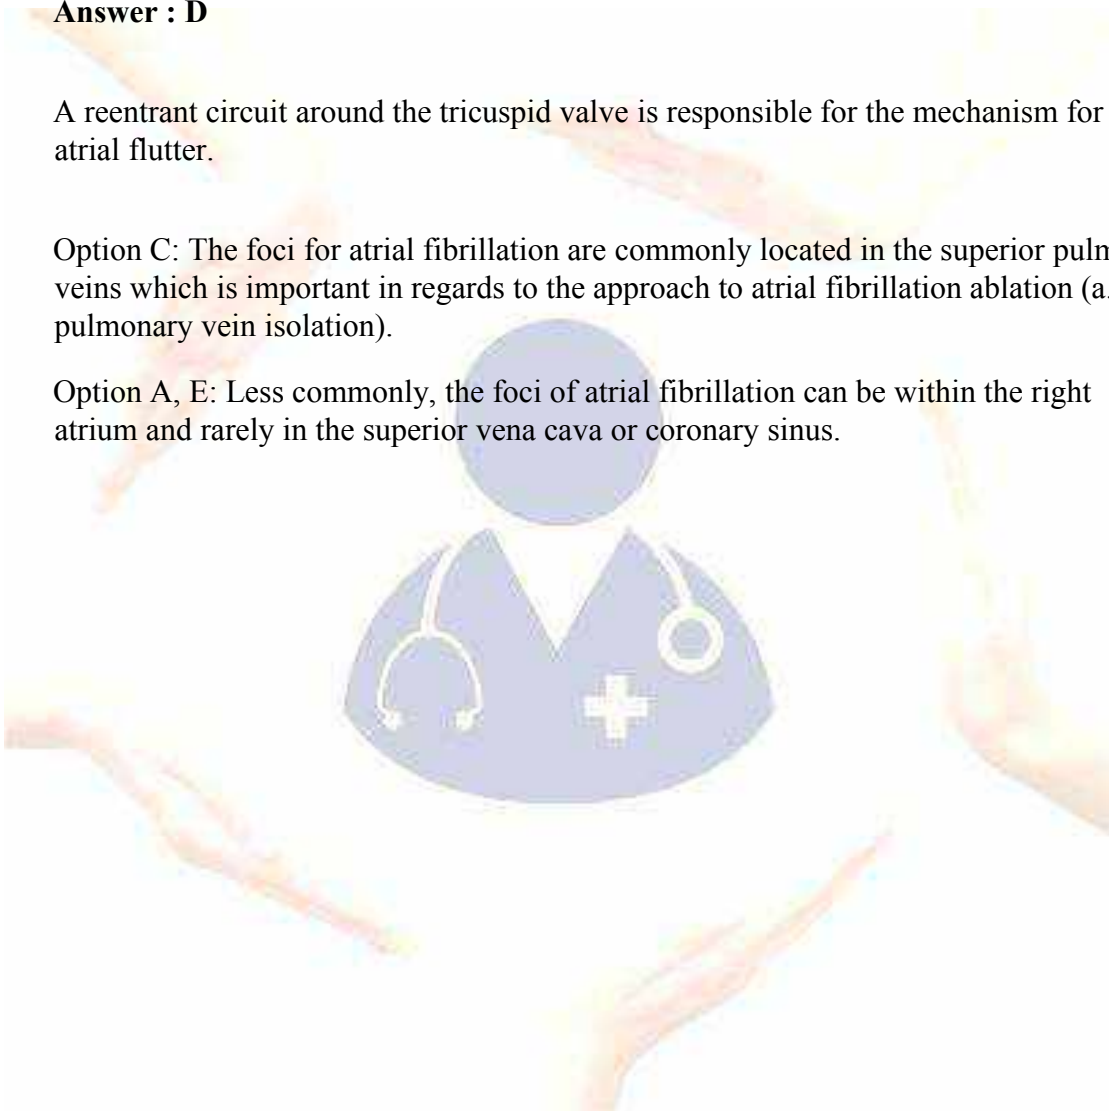 Answer : D
A reentrant circuit around the tricuspid valve is responsible for the mechanism for
atrial flutter.
Option C: The foci for atrial fibrillation are commonly located in the superior pulm
veins which is important in regards to the approach to atrial fibrillation ablation (a.
pulmonary vein isolation).
Option A, E: Less commonly, the foci of atrial fibrillation can be within the right
atrium and rarely in the superior vena cava or coronary sinus.